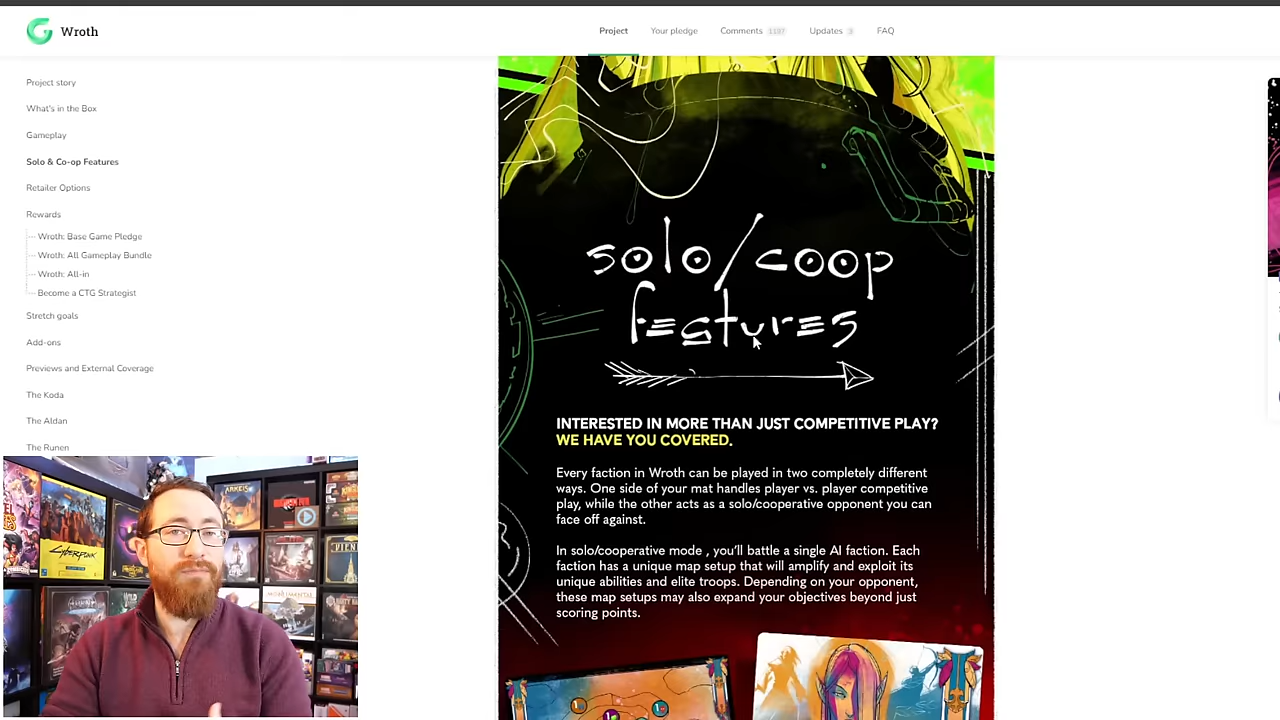 Wroth
Project
Your pledge
Comments 1197
Updates 3
FAQ
Project story
What's in the Box
Gameplay
Solo & Co-op Features
Retailer Options
Rewards
Wroth: Base Game Pledge
Wroth: All Gameplay Bundle
Wroth: All-in
Become a CTG Strategist
Stretch goals
Add-ons
Previews and External Coverage
The Koda
The Aldan
The Runen
solo/coop
features
INTERESTED IN MORE THAN JUST COMPETITIVE PLAY?
WE HAVE YOU COVERED.
Every faction in Wroth can be played in two completely different
ways. One side of your mat handles player vs. player competitive
play, while the other acts as a solo/cooperative opponent you can
face off against.
In solo/cooperative mode , you'll battle a single AI faction. Each
faction has a unique map setup that will amplify and exploit its
unique abilities and elite troops. Depending on your opponent,
these map setups may also expand your objectives beyond just
scoring points.
CYBERPUNK
ARKEIS